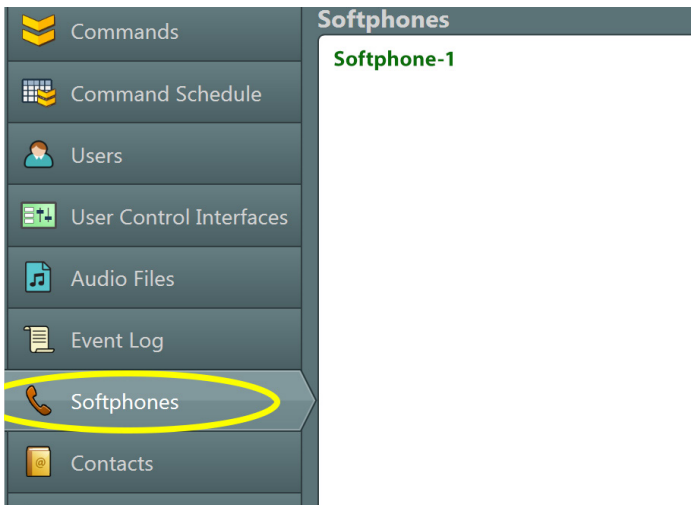 Commands
Command Schedule
Users
User Control Interfaces
Audio Files
Event Log
Softphones
Contacts
Softphones
Softphone-1